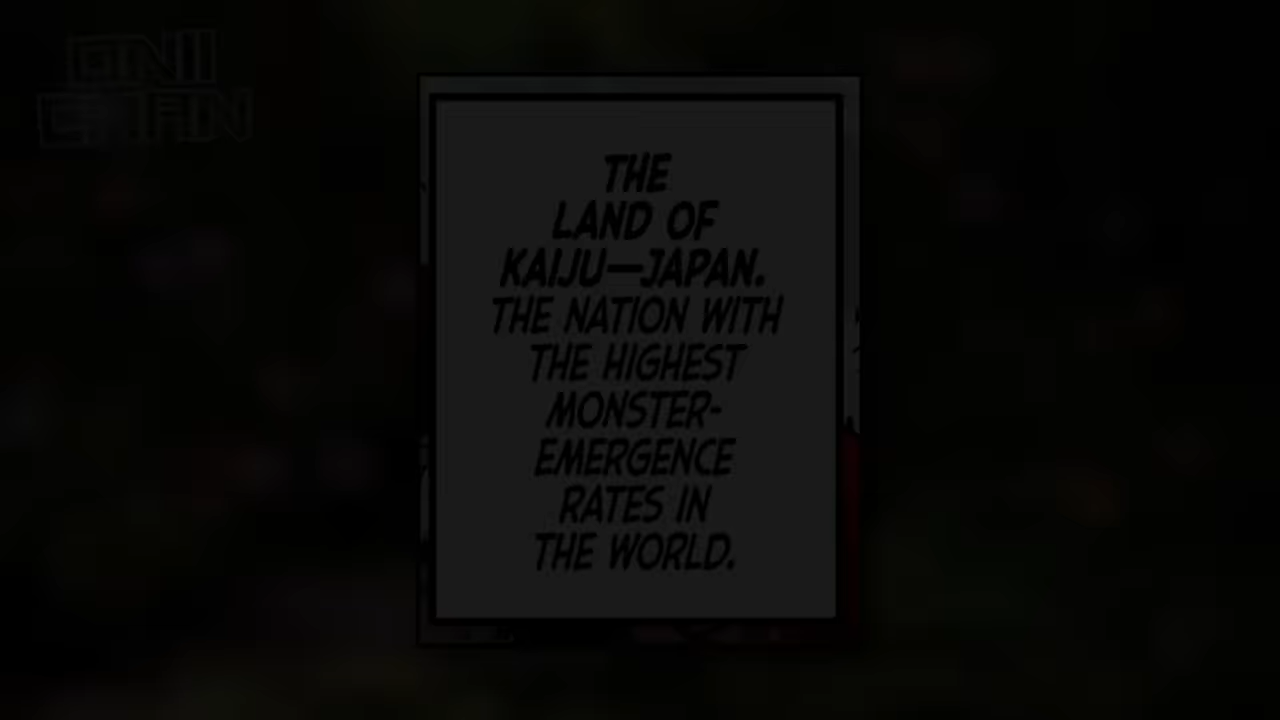 THE
LAND OF
KAIJU—JAPAN.
THE NATION WITH
THE HIGHEST
MONSTER-
EMERGENCE
RATES IN
THE WORLD.